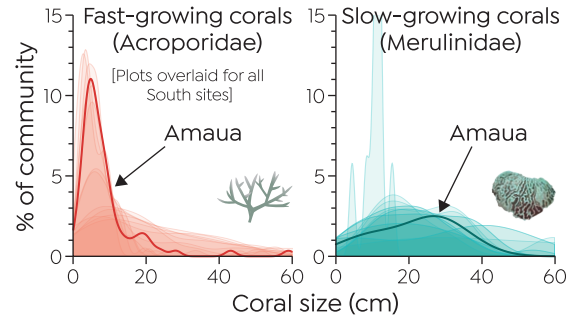 Fast-growing corals
(Acroporidae)
[Plots overlaid for all
South sites]
Amaua
Slow-growing corals
(Merulinidae)
Amaua
% of community
15
10
5
0
0
20
40
60
15
10
5
0
0
20
40
60
Coral size (cm)